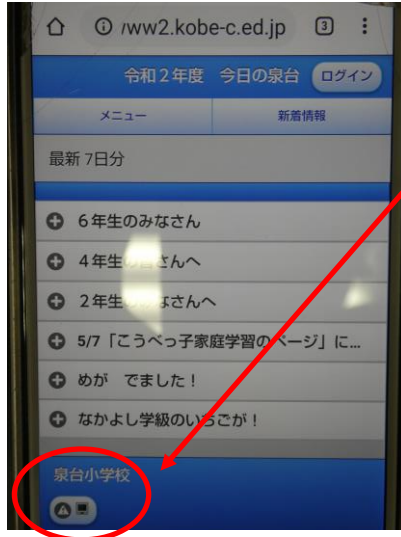 /ww2.kobe-c.ed.jp 3
令和2年度 今日の泉台 ログイン
メニュー 新着情報
最新 7日分
6年生のみなさん
4年生 さんへ
2年生 なさんへ
5/7「こうべっ子家庭学習のページ」に...
めが でました！
なかよし学級のいちごが！
泉台小学校